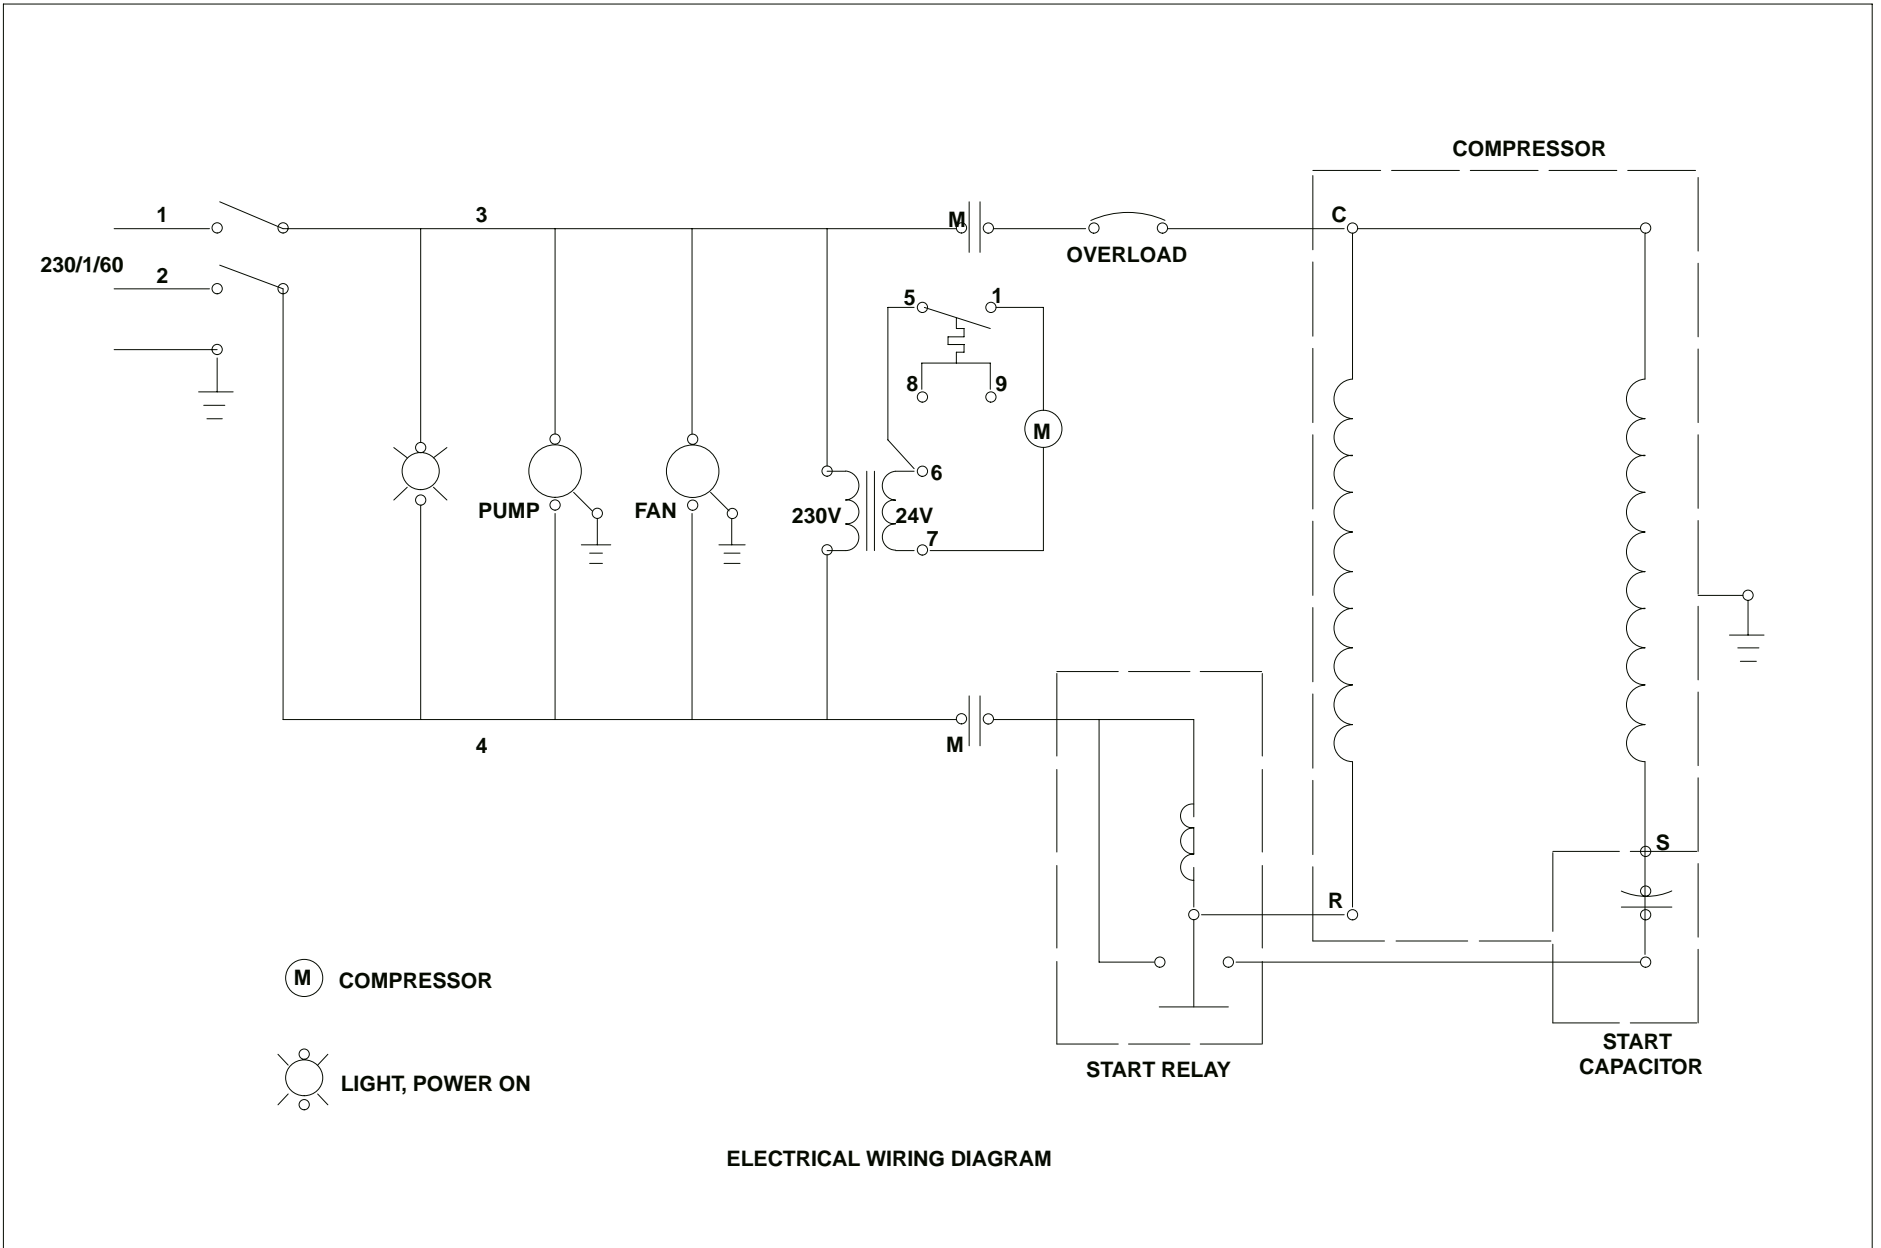 COMPRESSOR
1
3
M
C
OVERLOAD
230/1/60
2
5
1
8
9
M
6
PUMP
FAN
230V
24V
7
4
M
S
R
M
COMPRESSOR
START
CAPACITOR
START RELAY
LIGHT, POWER ON
ELECTRICAL WIRING DIAGRAM